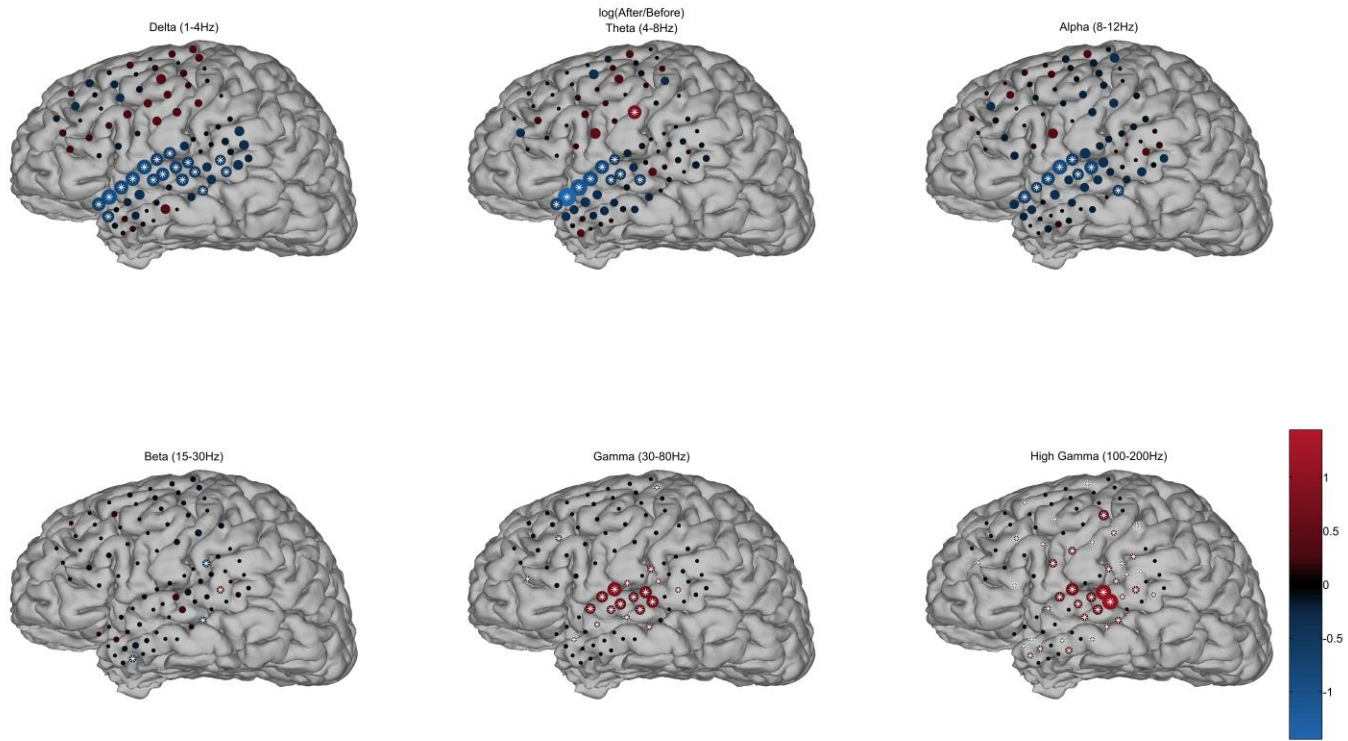 log(After/Before)
Delta (1-4Hz)
Theta (4-8Hz)
Alpha (8-12Hz)
Beta (15-30Hz)
Gamma (30-80Hz)
High Gamma (100-200Hz)
1
0.5
0
-0.5
-1